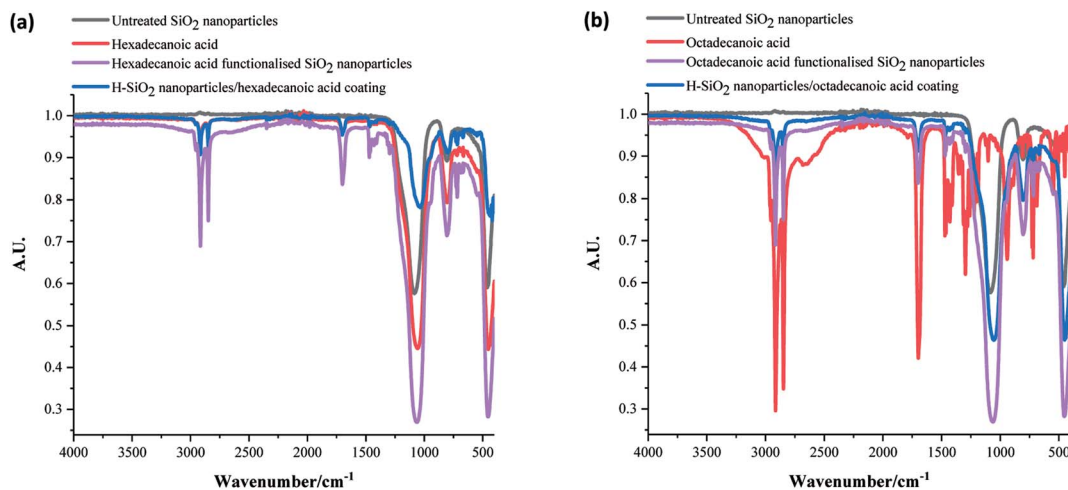 (a)
Untreated SiO2 nanoparticles
Hexadecanoic acid
Hexadecanoic acid functionalised SiO2 nanoparticles
H-SiO2 nanoparticles/hexadecanoic acid coating
1.0
0.9
0.8
0.7
0.6
0.5
0.4
0.3
A.U.
4000 3500 3000 2500 2000 1500 1000 500
Wavenumber/cm-1
(b)
Untreated SiO2 nanoparticles
Octadecanoic acid
Octadecanoic acid functionalised SiO2 nanoparticles
H-SiO2 nanoparticles/octadecanoic acid coating
1.0
0.9
0.8
0.7
0.6
0.5
0.4
0.3
A.U.
4000 3500 3000 2500 2000 1500 1000 500
Wavenumber/cm-1